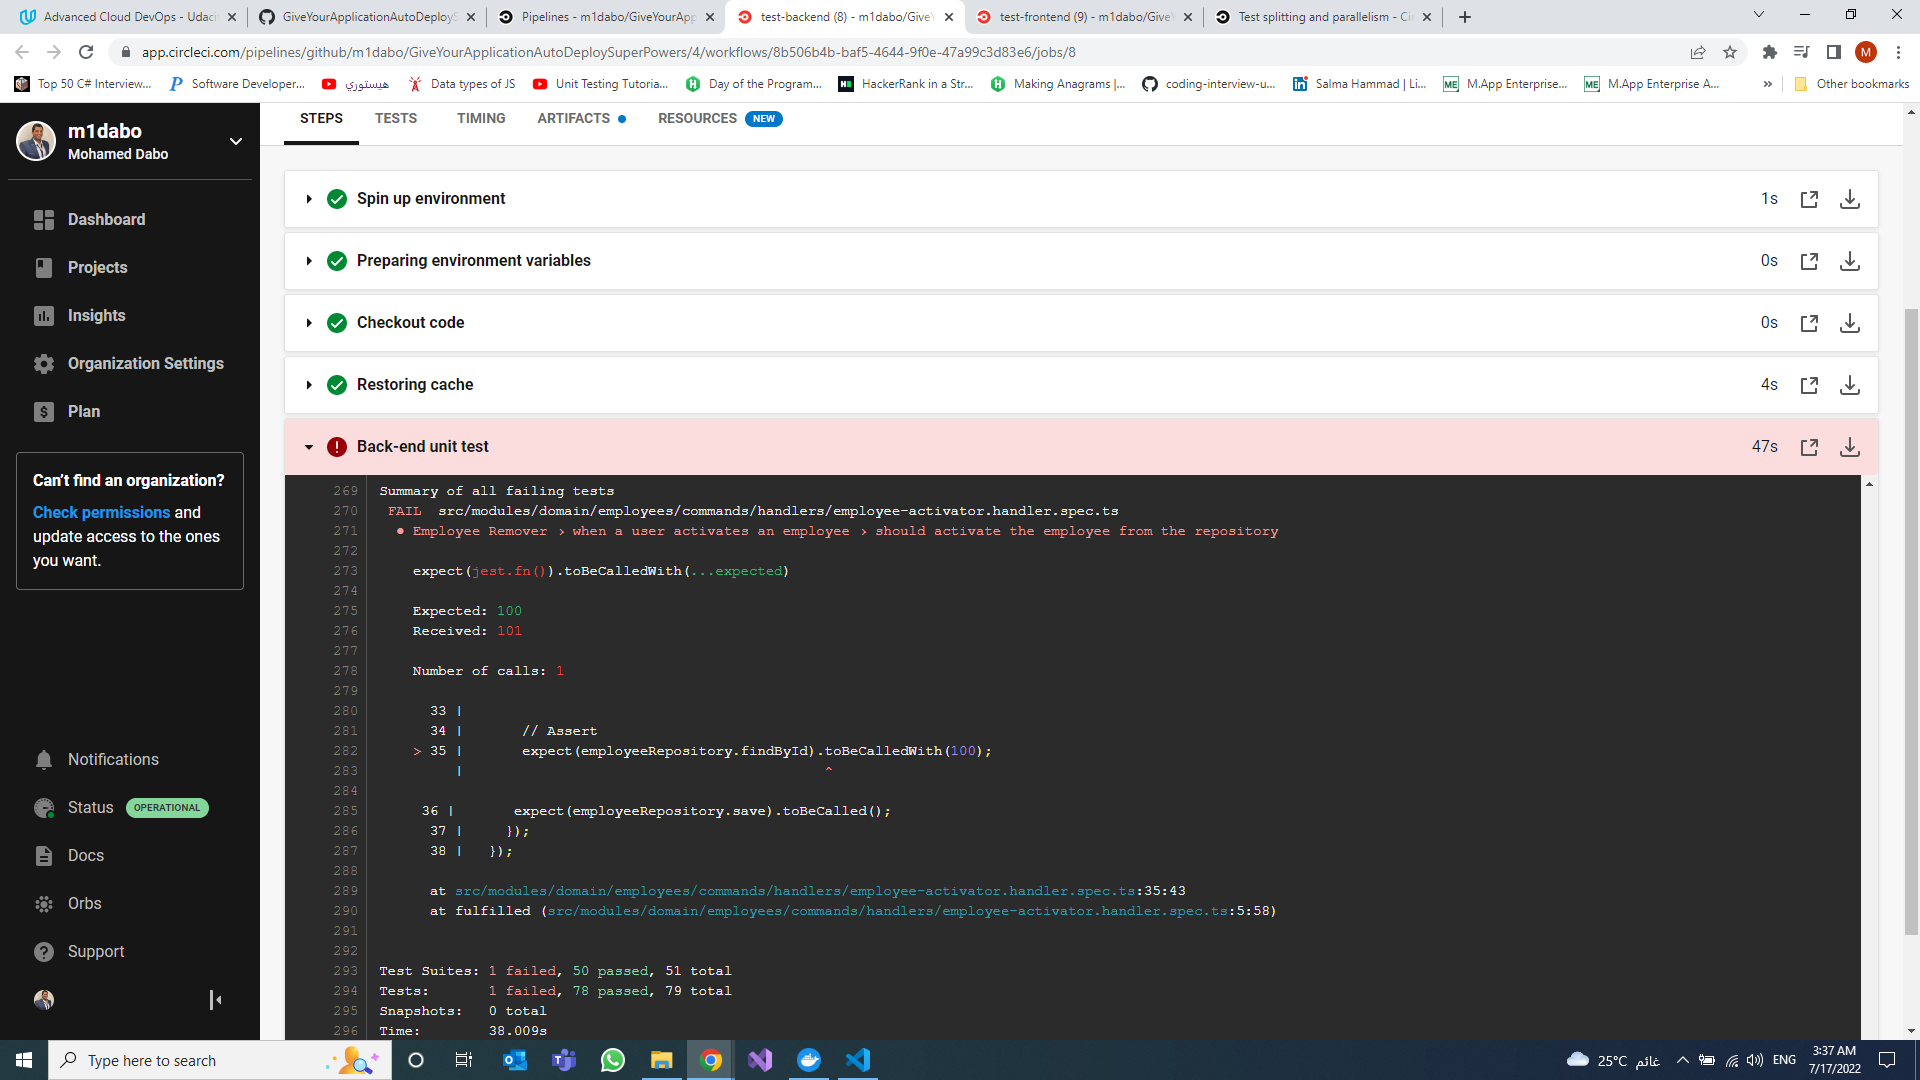 Advanced Cloud DevOps - Udaci
GiveYourApplicationAutoDeployS
Pipelines - m1dabo/GiveYourApp
test-backend (8) - m1dabo/GiveY
test-frontend (9) - m1dabo/Give
Test splitting and parallelism - Ci
app.circleci.com/pipelines/github/m1dabo/GiveYourApplicationAutoDeploySuperPowers/4/workflows/8b506b4b-baf5-4644-9f0e-47a99c3d83e6/jobs/8
M
Top 50 C# Interview...
Software Developer...
هيستوري
Data types of JS
Unit Testing Tutoria...
Day of the Program...
HackerRank in a Str...
Making Anagrams |...
coding-interview-u...
Salma Hammad | Li...
M.App Enterprise...
M.App Enterprise A...
»
Other bookmarks
m1dabo
Mohamed Dabo
Dashboard
Projects
Insights
Organization Settings
Plan
Can't find an organization?
Check permissions and
update access to the ones
you want.
Notifications
Status OPERATIONAL
Docs
Orbs
Support
STEPS TESTS TIMING ARTIFACTS RESOURCES NEW
Spin up environment 1s
Preparing environment variables 0s
Checkout code 0s
Restoring cache 4s
Back-end unit test 47s
269 Summary of all failing tests
270 FAIL src/modules/domain/employees/commands/handlers/employee-activator.handler.spec.ts
271 ● Employee Remover › when a user activates an employee › should activate the employee from the repository
272
273 expect(jest.fn()).toBeCalledWith(...expected)
274
275 Expected: 100
276 Received: 101
277
278 Number of calls: 1
279
280 33 |
281 34 | // Assert
282 > 35 | expect(employeeRepository.findById).toBeCalledWith(100);
283 | ^
284
285 36 | expect(employeeRepository.save).toBeCalled();
286 37 | });
287 38 | });
288
289 at src/modules/domain/employees/commands/handlers/employee-activator.handler.spec.ts:35:43
290 at fulfilled (src/modules/domain/employees/commands/handlers/employee-activator.handler.spec.ts:5:58)
291
292
293 Test Suites: 1 failed, 50 passed, 51 total
294 Tests: 1 failed, 78 passed, 79 total
295 Snapshots: 0 total
296 Time: 38.009s
Type here to search
25°C غائم
ENG
3:37 AM
7/17/2022